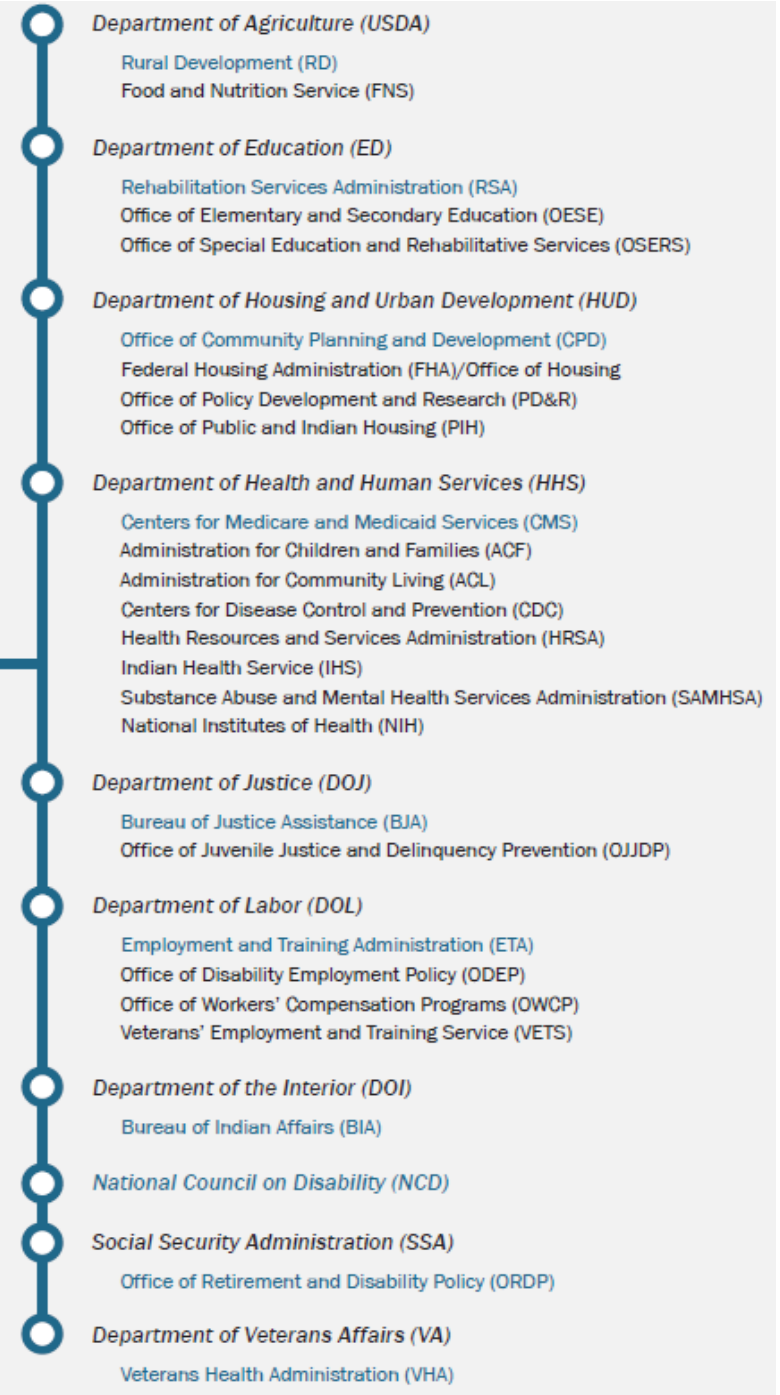 Department of Agriculture (USDA)
Rural Development (RD)
Food and Nutrition Service (FNS)
Department of Education (ED)
Rehabilitation Services Administration (RSA)
Office of Elementary and Secondary Education (OESE)
Office of Special Education and Rehabilitative Services (OSERS)
Department of Housing and Urban Development (HUD)
Office of Community Planning and Development (CPD)
Federal Housing Administration (FHA)/Office of Housing
Office of Policy Development and Research (PD&R)
Office of Public and Indian Housing (PIH)
Department of Health and Human Services (HHS)
Centers for Medicare and Medicaid Services (CMS)
Administration for Children and Families (ACF)
Administration for Community Living (ACL)
Centers for Disease Control and Prevention (CDC)
Health Resources and Services Administration (HRSA)
Indian Health Service (IHS)
Substance Abuse and Mental Health Services Administration (SAMHSA)
National Institutes of Health (NIH)
Department of Justice (DOJ)
Bureau of Justice Assistance (BJA)
Office of Juvenile Justice and Delinquency Prevention (OJJDP)
Department of Labor (DOL)
Employment and Training Administration (ETA)
Office of Disability Employment Policy (ODEP)
Office of Workers' Compensation Programs (OWCP)
Veterans' Employment and Training Service (VETS)
Department of the Interior (DOI)
Bureau of Indian Affairs (BIA)
National Council on Disability (NCD)
Social Security Administration (SSA)
Office of Retirement and Disability Policy (ORDP)
Department of Veterans Affairs (VA)
Veterans Health Administration (VHA)